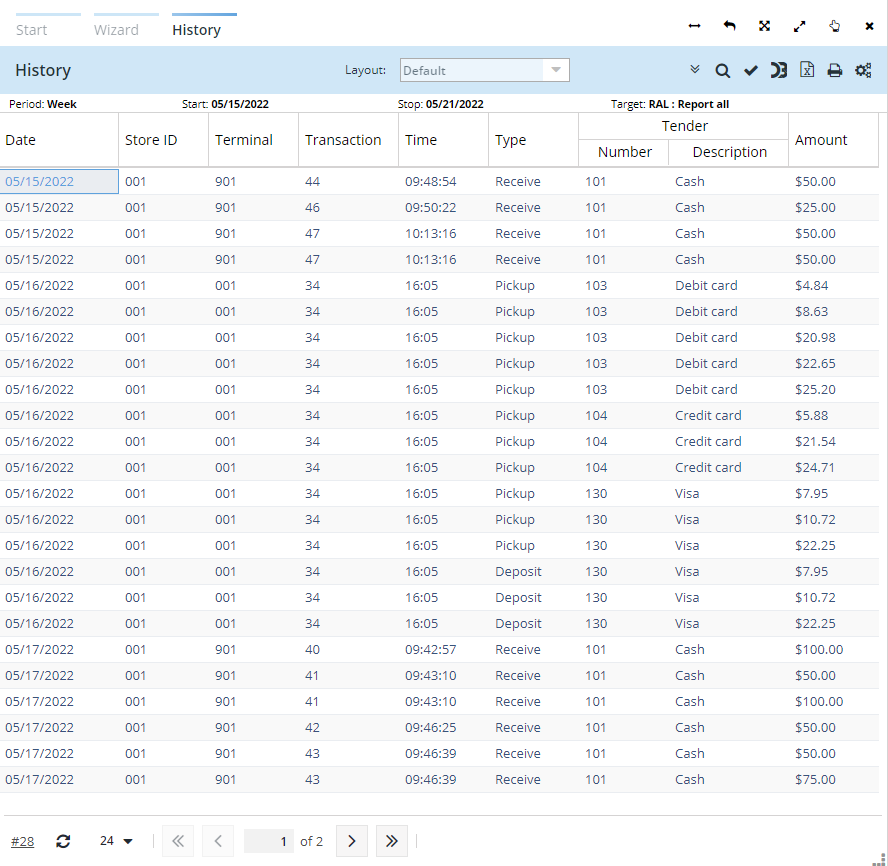 Start Wizard History
History Layout: Default
Period: Week Start: 05/15/2022 Stop: 05/21/2022 Target: RAL : Report all
Date Store ID Terminal Transaction Time Type Tender Amount
Number Description
05/15/2022 001 901 44 09:48:54 Receive 101 Cash $50.00
05/15/2022 001 901 46 09:50:22 Receive 101 Cash $25.00
05/15/2022 001 901 47 10:13:16 Receive 101 Cash $50.00
05/15/2022 001 901 47 10:13:16 Receive 101 Cash $50.00
05/16/2022 001 001 34 16:05 Pickup 103 Debit card $4.84
05/16/2022 001 001 34 16:05 Pickup 103 Debit card $8.63
05/16/2022 001 001 34 16:05 Pickup 103 Debit card $20.98
05/16/2022 001 001 34 16:05 Pickup 103 Debit card $22.65
05/16/2022 001 001 34 16:05 Pickup 103 Debit card $25.20
05/16/2022 001 001 34 16:05 Pickup 104 Credit card $5.88
05/16/2022 001 001 34 16:05 Pickup 104 Credit card $21.54
05/16/2022 001 001 34 16:05 Pickup 104 Credit card $24.71
05/16/2022 001 001 34 16:05 Pickup 130 Visa $7.95
05/16/2022 001 001 34 16:05 Pickup 130 Visa $10.72
05/16/2022 001 001 34 16:05 Pickup 130 Visa $22.25
05/16/2022 001 001 34 16:05 Deposit 130 Visa $7.95
05/16/2022 001 001 34 16:05 Deposit 130 Visa $10.72
05/16/2022 001 001 34 16:05 Deposit 130 Visa $22.25
05/17/2022 001 901 40 09:42:57 Receive 101 Cash $100.00
05/17/2022 001 901 41 09:43:10 Receive 101 Cash $50.00
05/17/2022 001 901 41 09:43:10 Receive 101 Cash $100.00
05/17/2022 001 901 42 09:46:25 Receive 101 Cash $50.00
05/17/2022 001 901 43 09:46:39 Receive 101 Cash $50.00
05/17/2022 001 901 43 09:46:39 Receive 101 Cash $75.00
#28 24 1 of 2